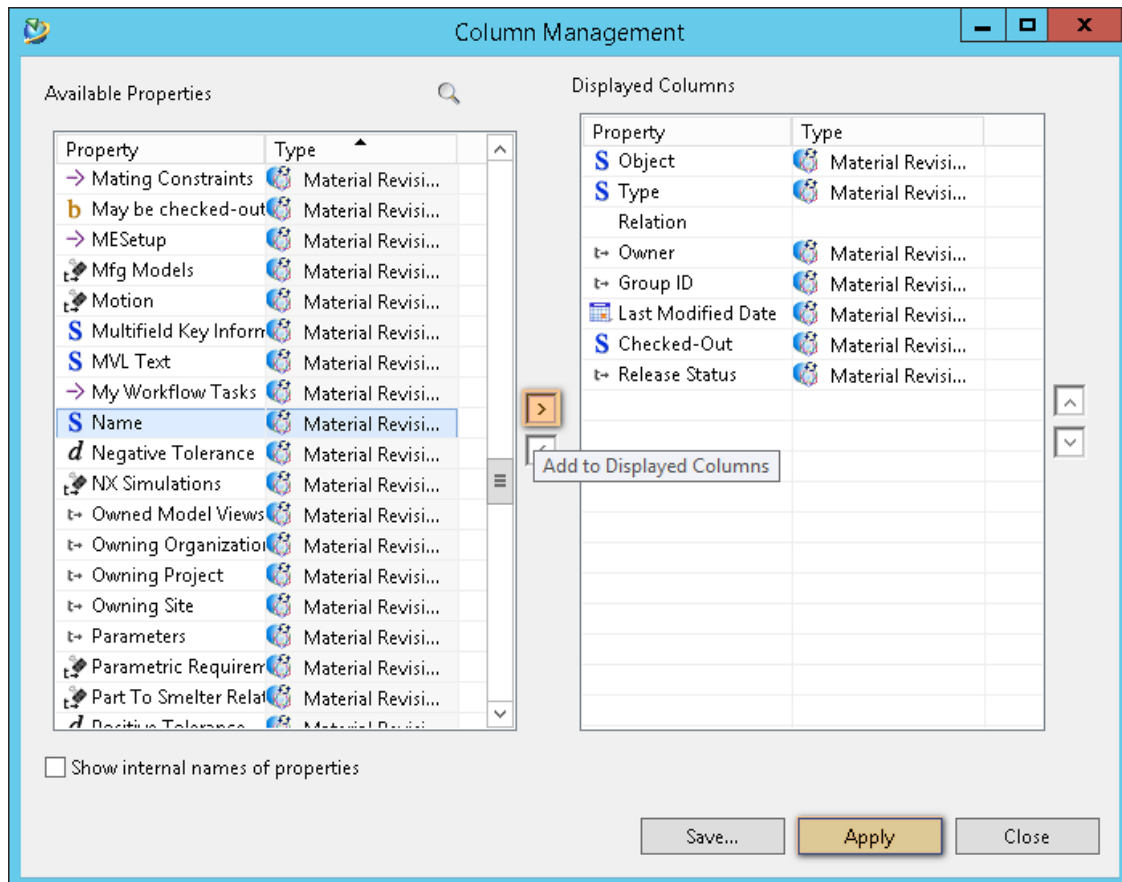 Column Management
Available Properties
Property Type
Mating Constraints Material Revisi...
b May be checked-out Material Revisi...
MESetup Material Revisi...
Mfg Models Material Revisi...
Motion Material Revisi...
S Multifield Key Inform Material Revisi...
S MVL Text Material Revisi...
My Workflow Tasks Material Revisi...
S Name Material Revisi...
d Negative Tolerance Material Revisi...
NX Simulations Material Revisi...
Owned Model Views Material Revisi...
Owning Organization Material Revisi...
Owning Project Material Revisi...
Owning Site Material Revisi...
Parameters Material Revisi...
Parametric Requirem Material Revisi...
Part To Smelter Relat Material Revisi...
d Positive Tolerance Material Revisi
Add to Displayed Columns
Displayed Columns
Property Type
S Object Material Revisi...
S Type Material Revisi...
Relation
Owner Material Revisi...
Group ID Material Revisi...
Last Modified Date Material Revisi...
S Checked-Out Material Revisi...
Release Status Material Revisi...
Show internal names of properties
Save... Apply Close